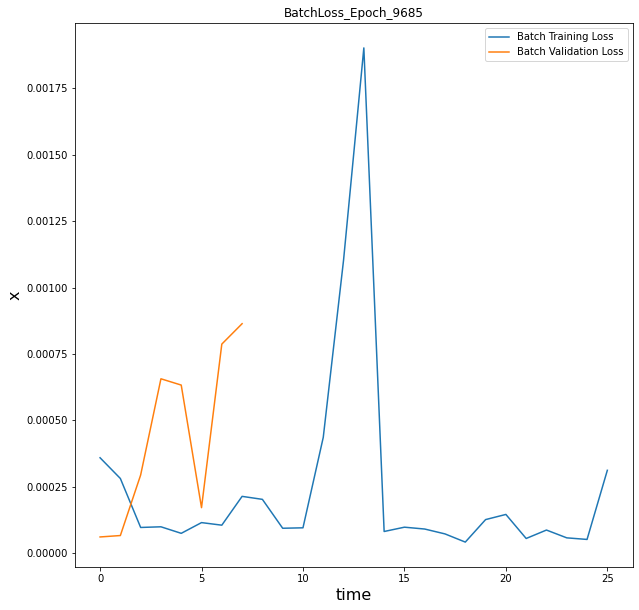 BatchLoss_Epoch_9685
Batch Training Loss
Batch Validation Loss
0.00175
0.00150
0.00125
0.00100
0.00075
0.00050
0.00025
0.00000
x
0 5 10 15 20 25
time